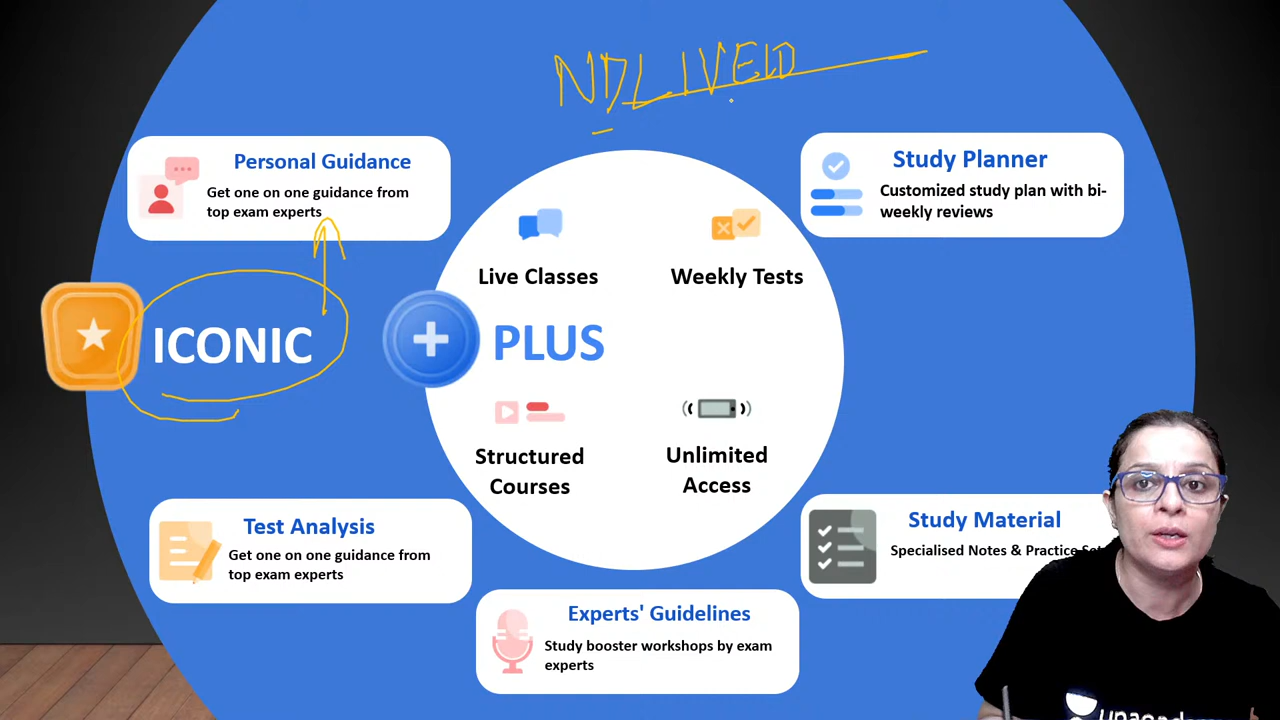 NDLIVE10
Personal Guidance
Get one on one guidance from
top exam experts
Study Planner
Customized study plan with bi-
weekly reviews
Live Classes
Weekly Tests
ICONIC
PLUS
Structured
Courses
Unlimited
Access
Test Analysis
Get one on one guidance from
top exam experts
Study Material
Specialised Notes & Practice
Experts' Guidelines
Study booster workshops by exam
experts